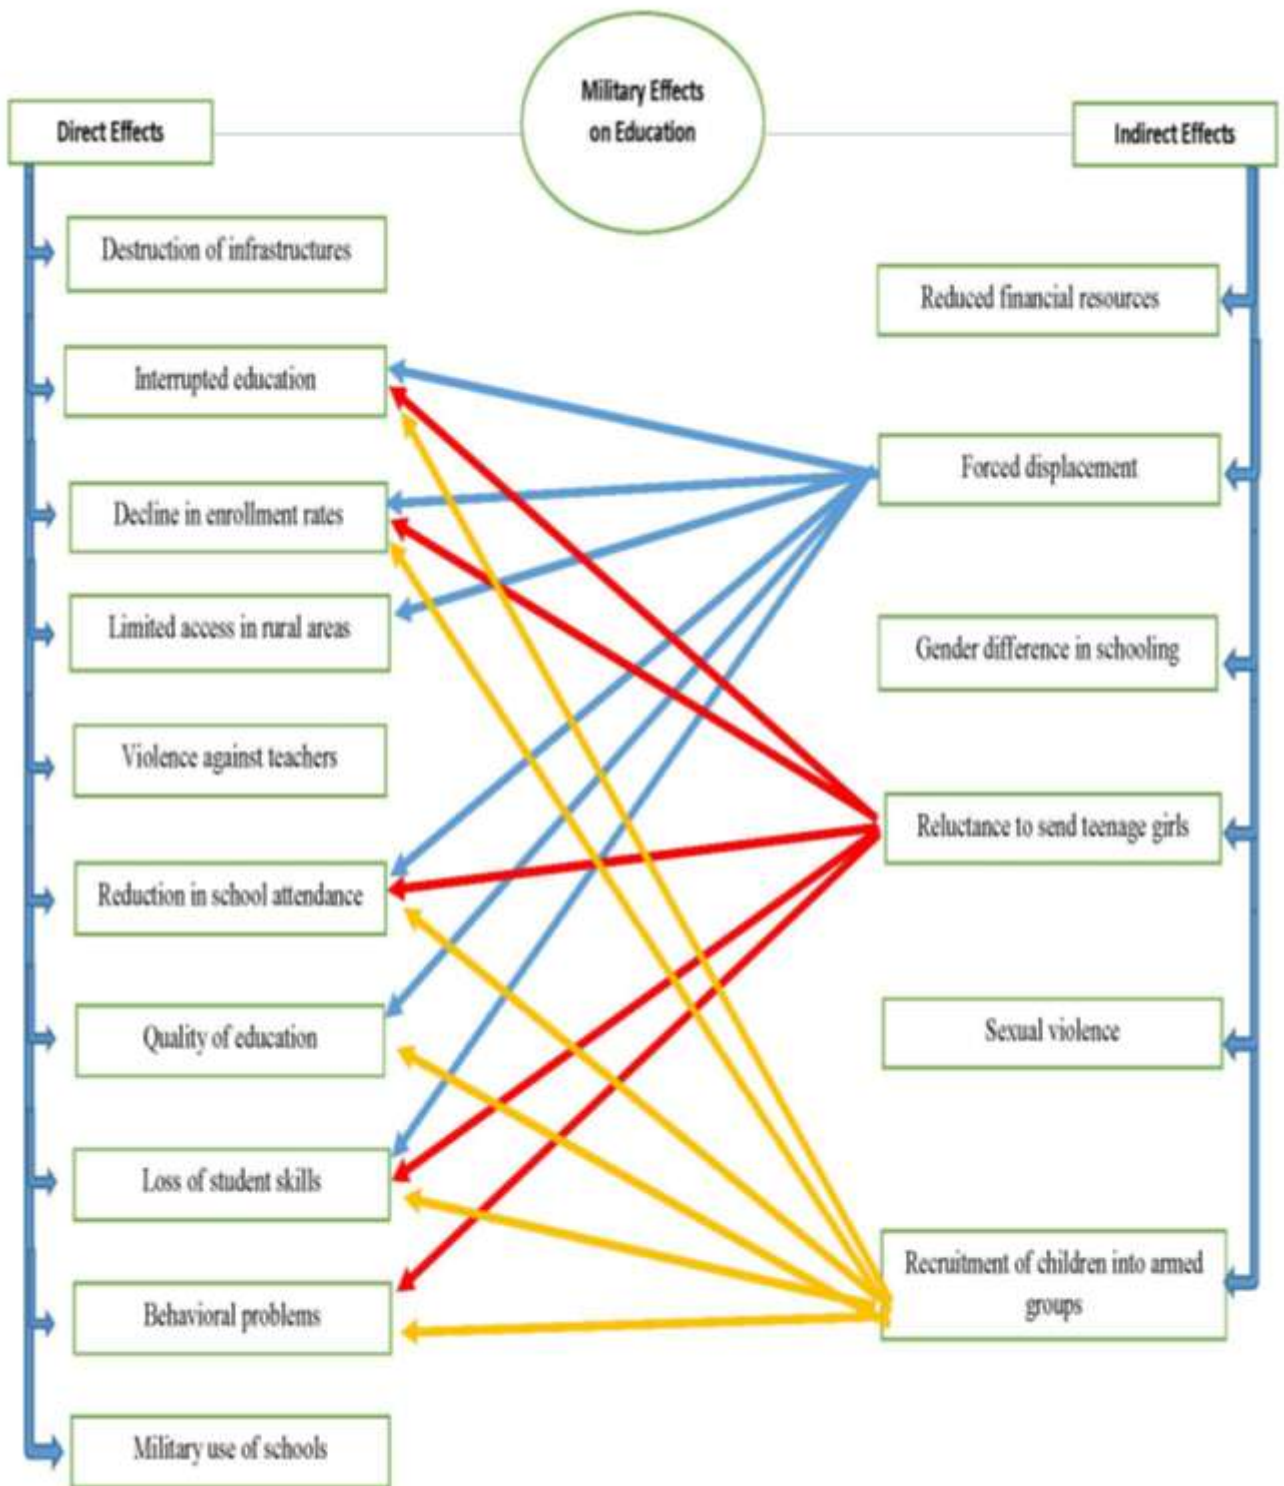 Military Effects
on Education
Direct Effects
Indirect Effects
Destruction of infrastructures
Interrupted education
Decline in enrollment rates
Limited access in rural areas
Violence against teachers
Reduction in school attendance
Quality of education
Loss of student skills
Behavioral problems
Military use of schools
Reduced financial resources
Forced displacement
Gender difference in schooling
Reluctance to send teenage girls
Sexual violence
Recruitment of children into armed
groups